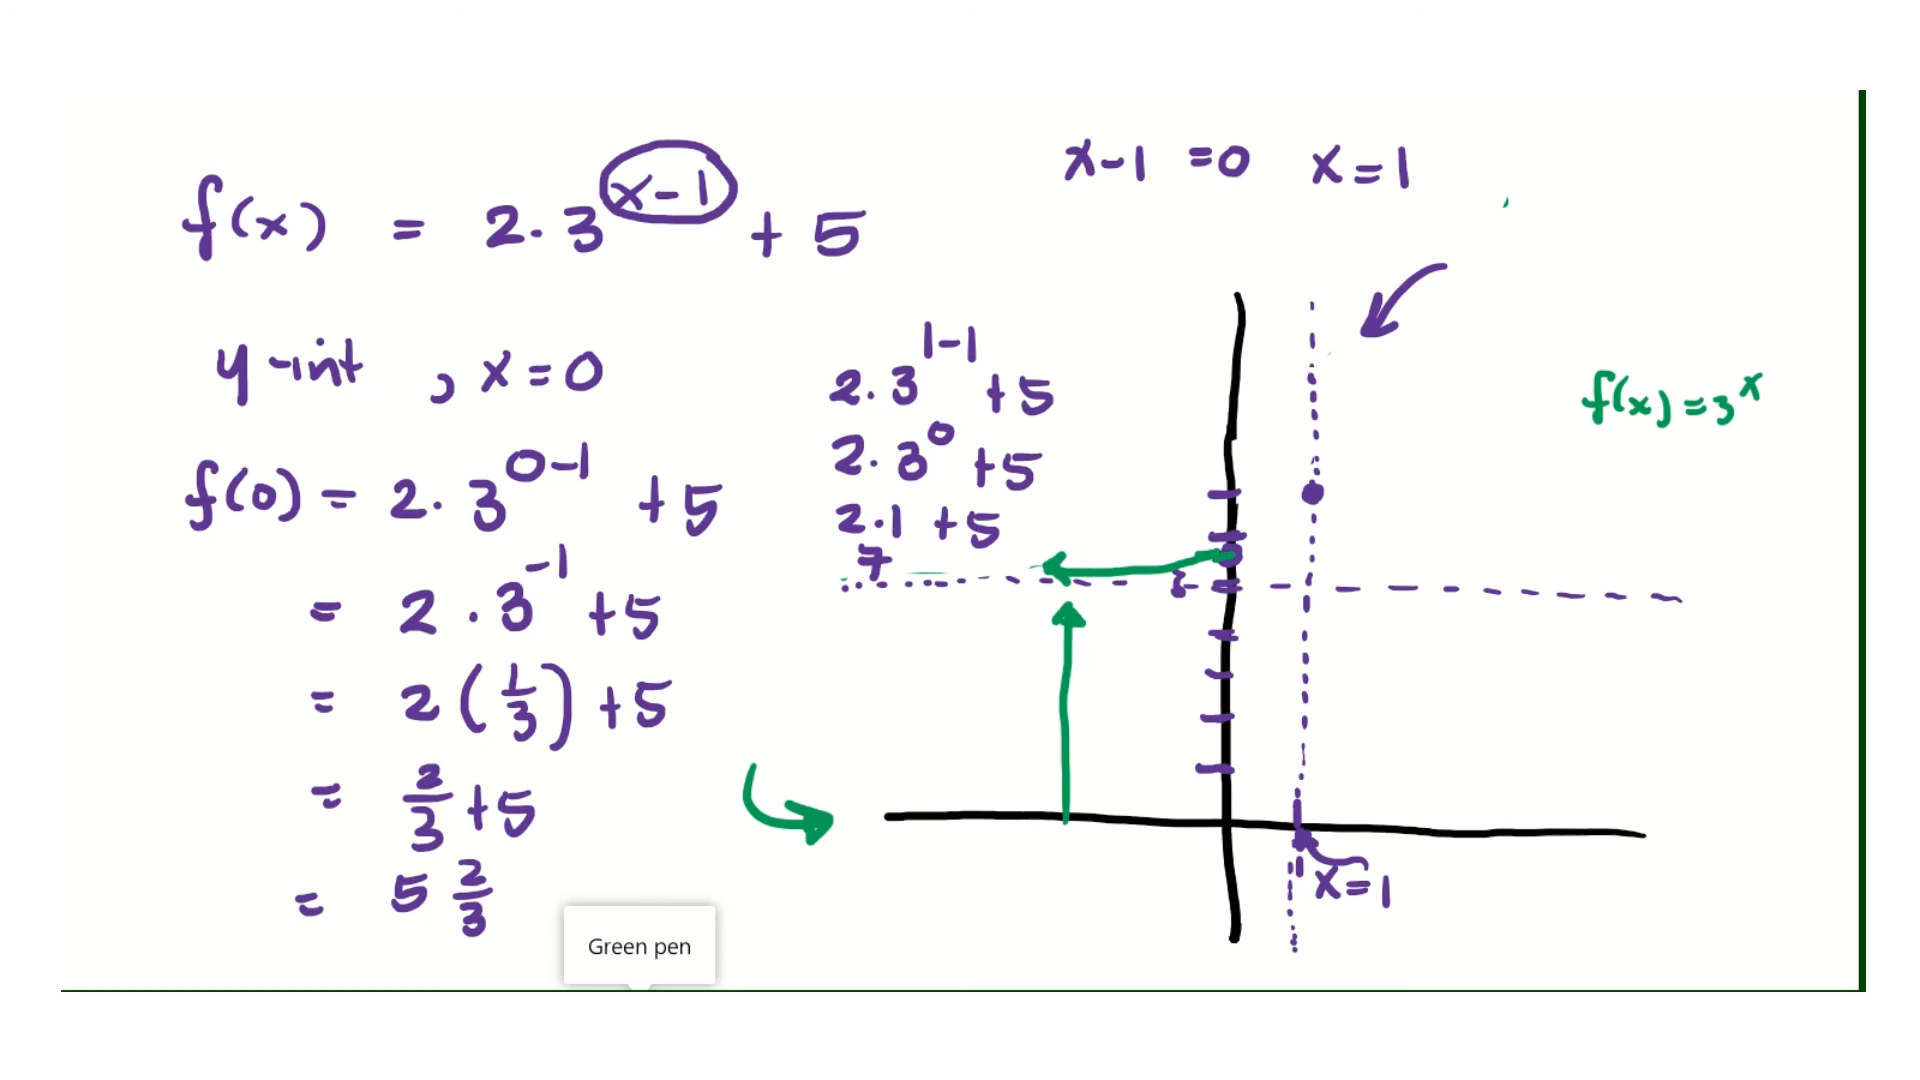 f(x) = 2·3^(x-1) + 5
x-1 =0 x=1
y-int , x=0
f(0) = 2·3^(0-1) +5
= 2·3^(-1) +5
= 2(1/3) +5
= 2/3 +5
= 5 2/3
2·3^(1-1) +5
2·3^0 +5
2·1 +5
7
f(x)=3^x
x=1
Green pen